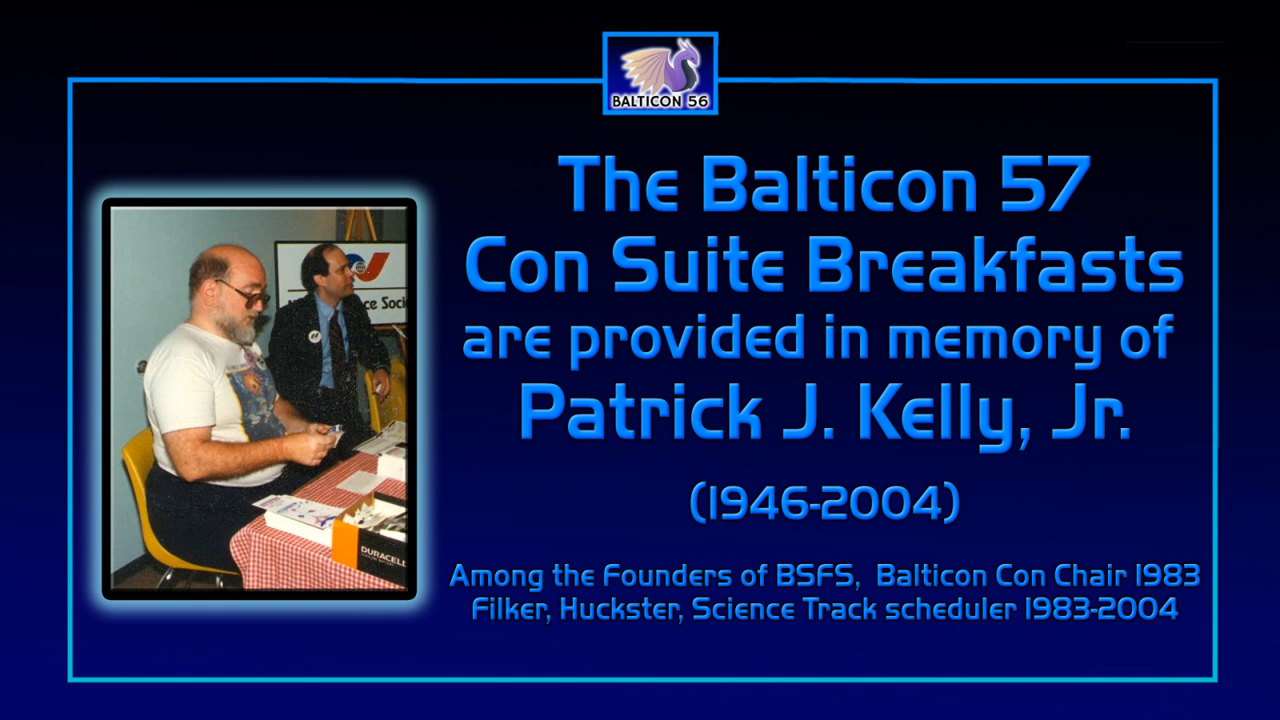 BALTICON 56
The Balticon 57
Con Suite Breakfasts
are provided in memory of
Patrick J. Kelly, Jr.
(1946-2004)
Among the Founders of BSFS, Balticon Con Chair 1983
Filker, Huckster, Science Track scheduler 1983-2004
DURACELL